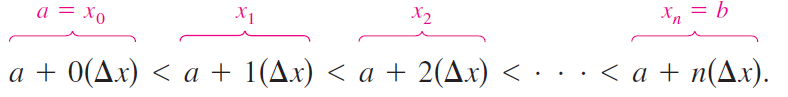 a = x₀ x₁ x₂ xₙ = b
a + 0(Δx) < a + 1(Δx) < a + 2(Δx) < · · · < a + n(Δx).